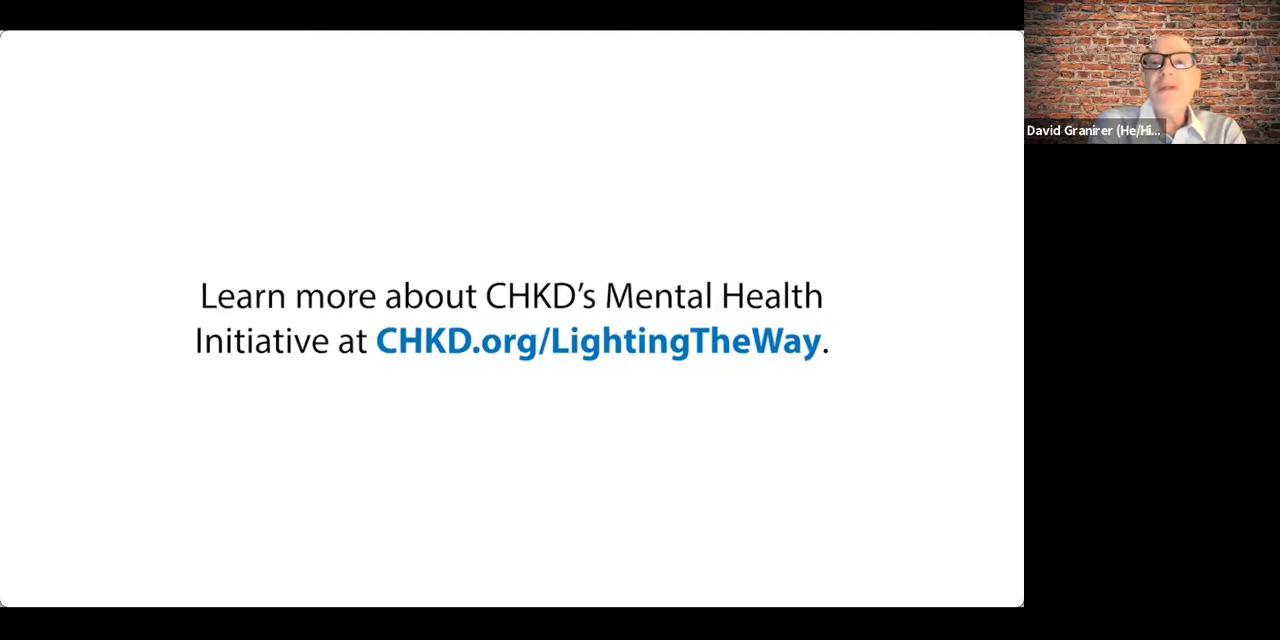 Learn more about CHKD’s Mental Health
Initiative at CHKD.org/LightingTheWay.
David Granirer (He/Hi...